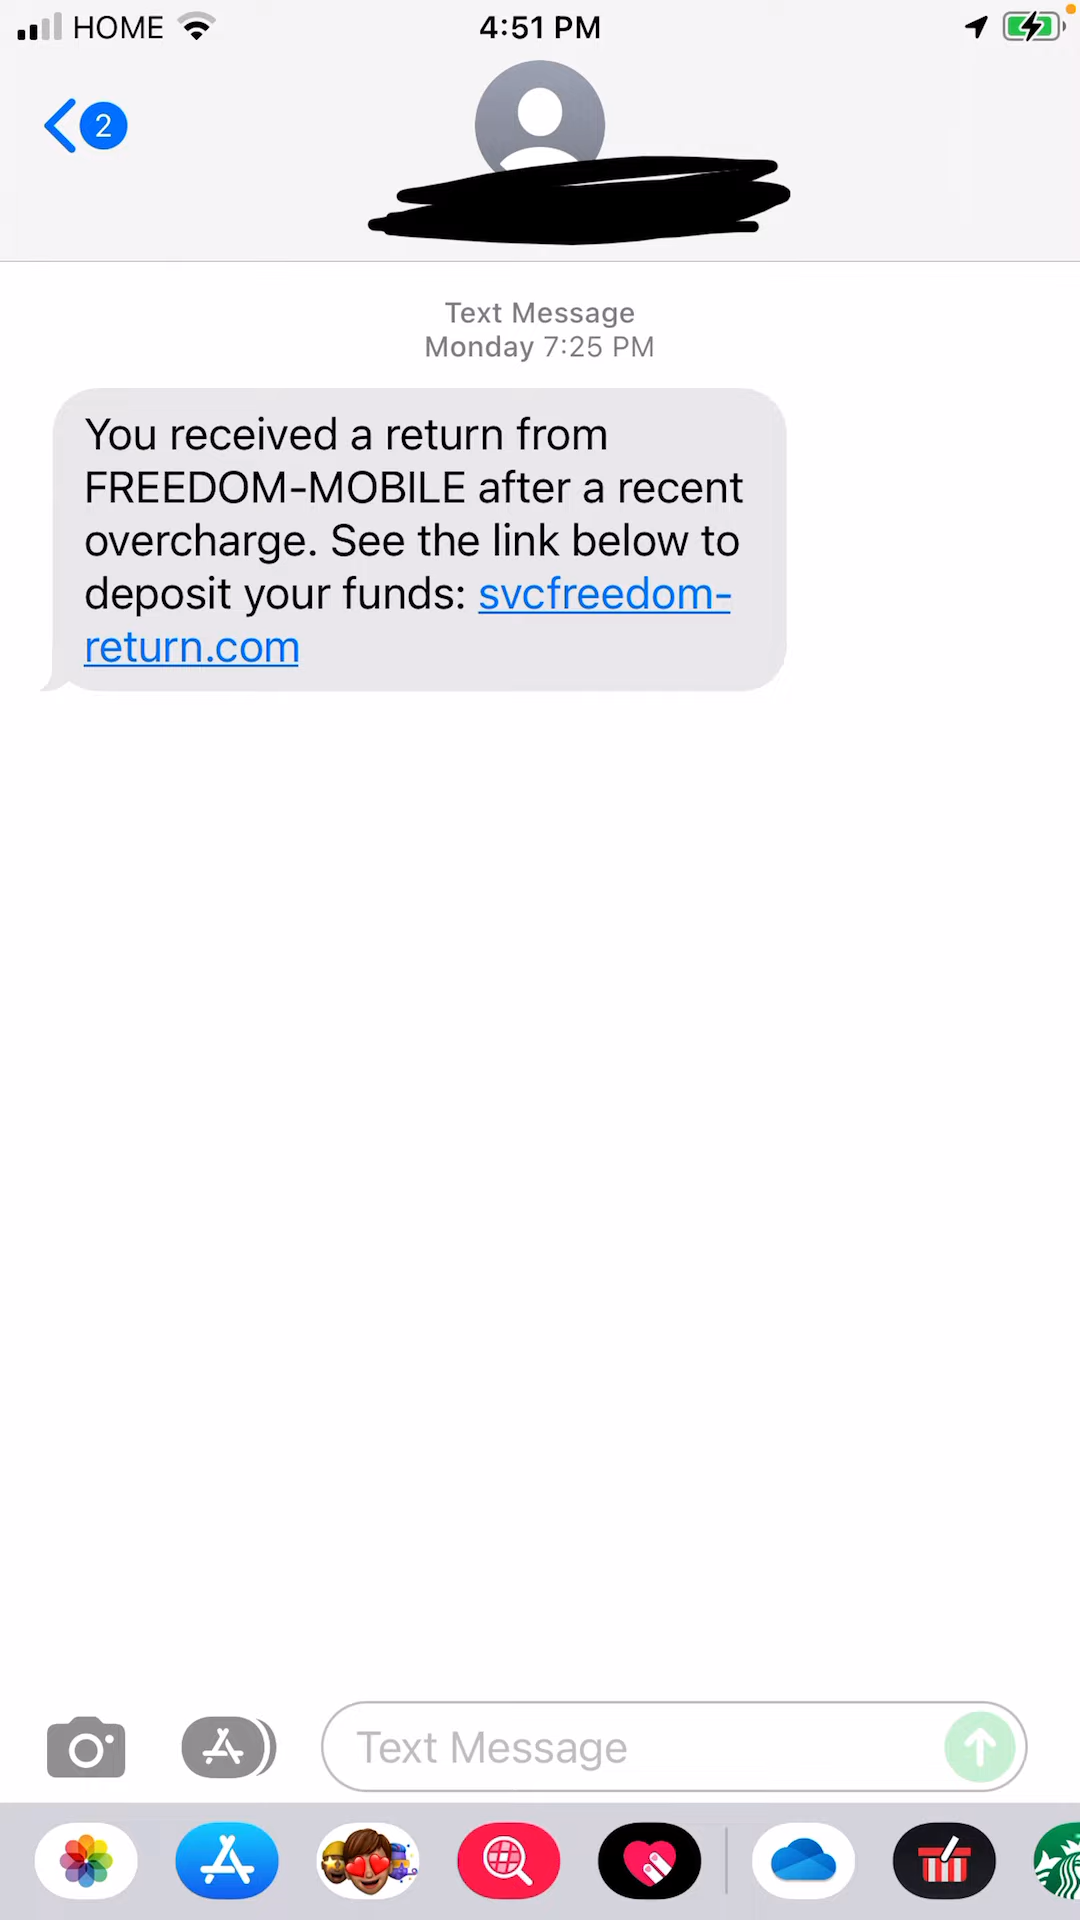 HOME
4:51 PM
2
Text Message
Monday 7:25 PM
You received a return from
FREEDOM-MOBILE after a recent
overcharge. See the link below to
deposit your funds: svcfreedom-
return.com
Text Message